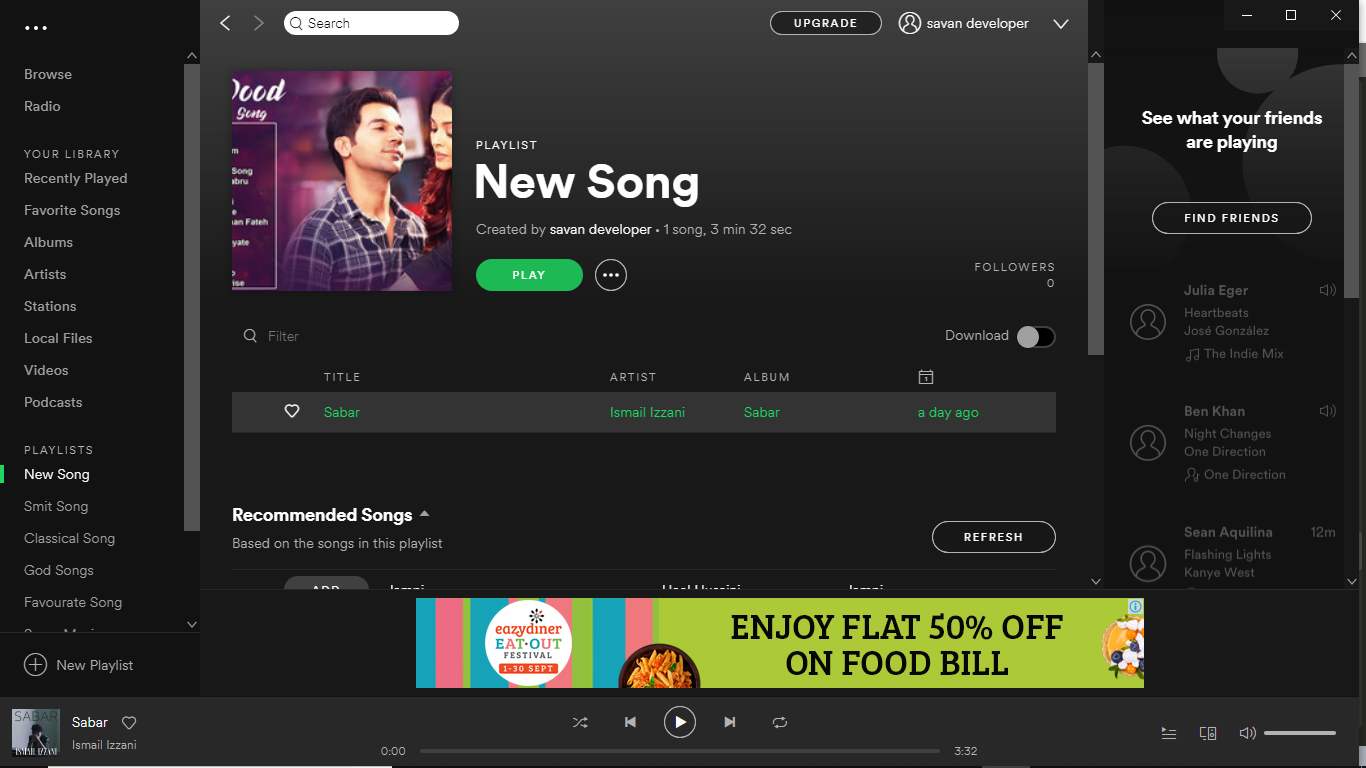 Search
UPGRADE
savan developer
Browse
Radio
YOUR LIBRARY
Recently Played
Favorite Songs
Albums
Artists
Stations
Local Files
Videos
Podcasts
PLAYLISTS
New Song
Smit Song
Classical Song
God Songs
Favourate Song
New Playlist
Song
PLAYLIST
New Song
Created by savan developer • 1 song, 3 min 32 sec
PLAY
FOLLOWERS
0
Filter
Download
TITLE ARTIST ALBUM
Sabar Ismail Izzani Sabar a day ago
Recommended Songs
Based on the songs in this playlist
REFRESH
See what your friends
are playing
FIND FRIENDS
Julia Eger
Heartbeats
José González
The Indie Mix
Ben Khan
Night Changes
One Direction
One Direction
Sean Aquilina 12m
Flashing Lights
Kanye West
eazydiner
EAT•OUT
FESTIVAL
1-30 SEPT
ENJOY FLAT 50% OFF
ON FOOD BILL
SABAR
ISMAIL IZZANI
Sabar
Ismail Izzani
0:00
3:32